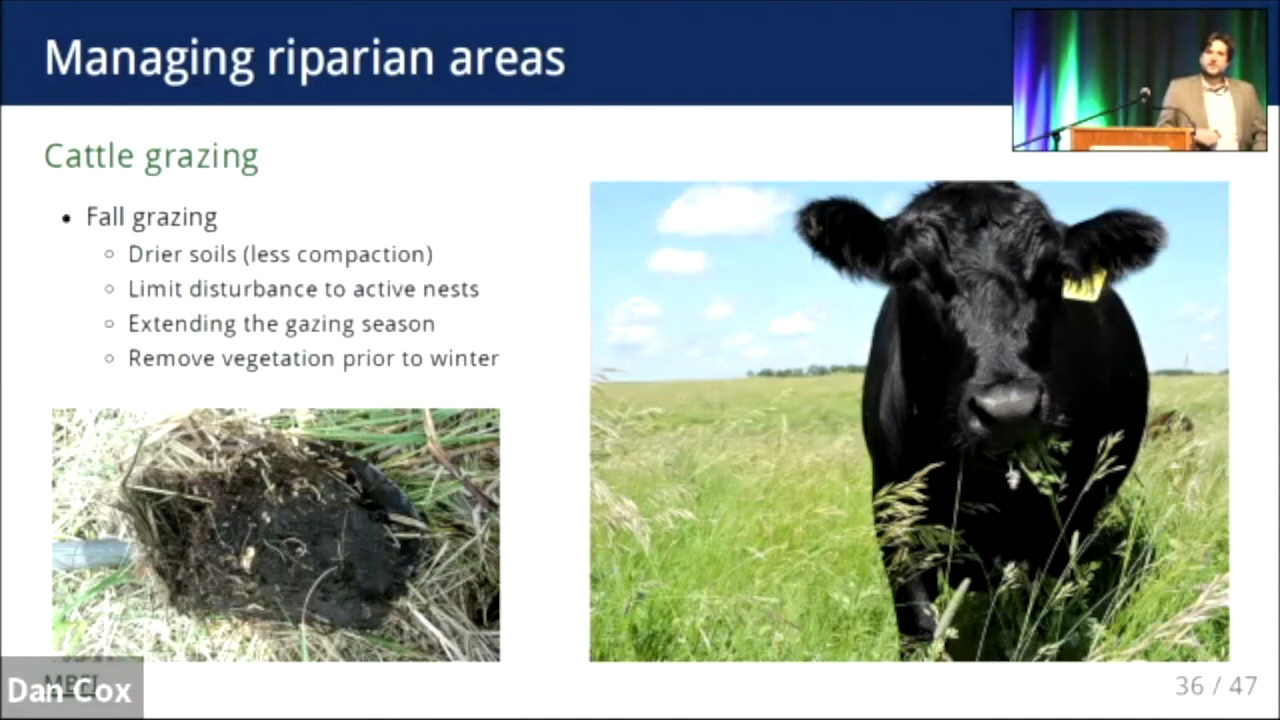 Managing riparian areas
Cattle grazing
• Fall grazing
○ Drier soils (less compaction)
○ Limit disturbance to active nests
○ Extending the gazing season
○ Remove vegetation prior to winter
MBFI
Dan Cox
36 / 47